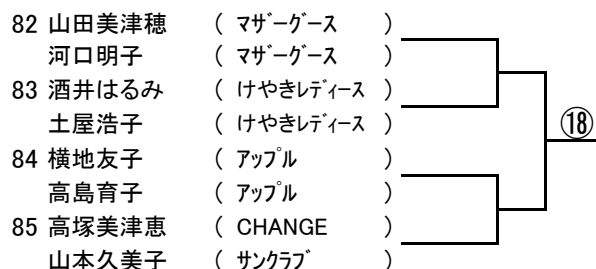 82 山田美津穂 ( マザーグース )
河口明子 ( マザーグース )
83 酒井はるみ ( けやきレディース )
土屋浩子 ( けやきレディース )
84 横地友子 ( アップル )
高島育子 ( アップル )
85 高塚美津恵 ( CHANGE )
山本久美子 ( サンクラブ )
⑱